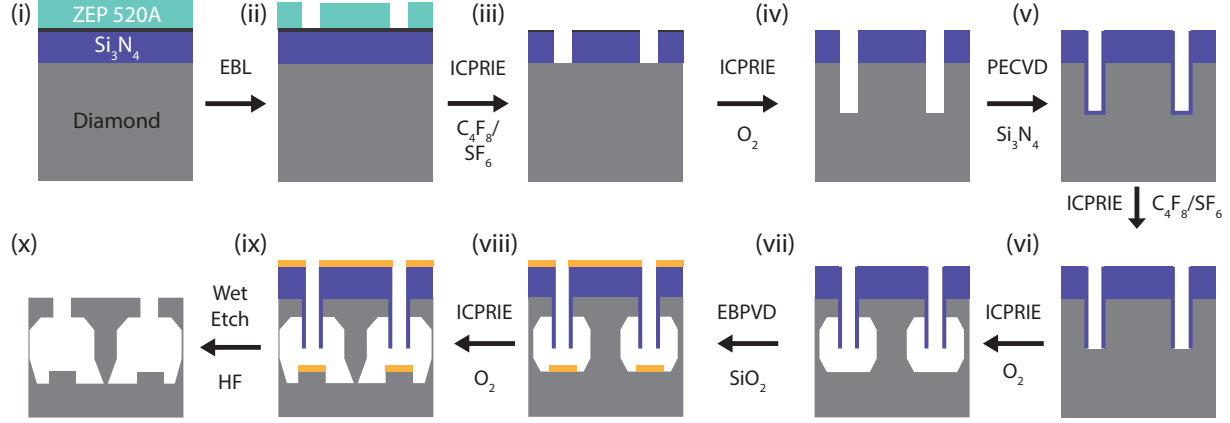 (i)
ZEP 520A
Si₃N₄
Diamond
EBL
(ii)
ICPRIE
C₄F₈/
SF₆
(iii)
ICPRIE
O₂
(iv)
PECVD
Si₃N₄
(v)
ICPRIE C₄F₈/SF₆
(vi)
ICPRIE
O₂
(vii)
EBPVD
SiO₂
(viii)
ICPRIE
O₂
(ix)
Wet
Etch
HF
(x)